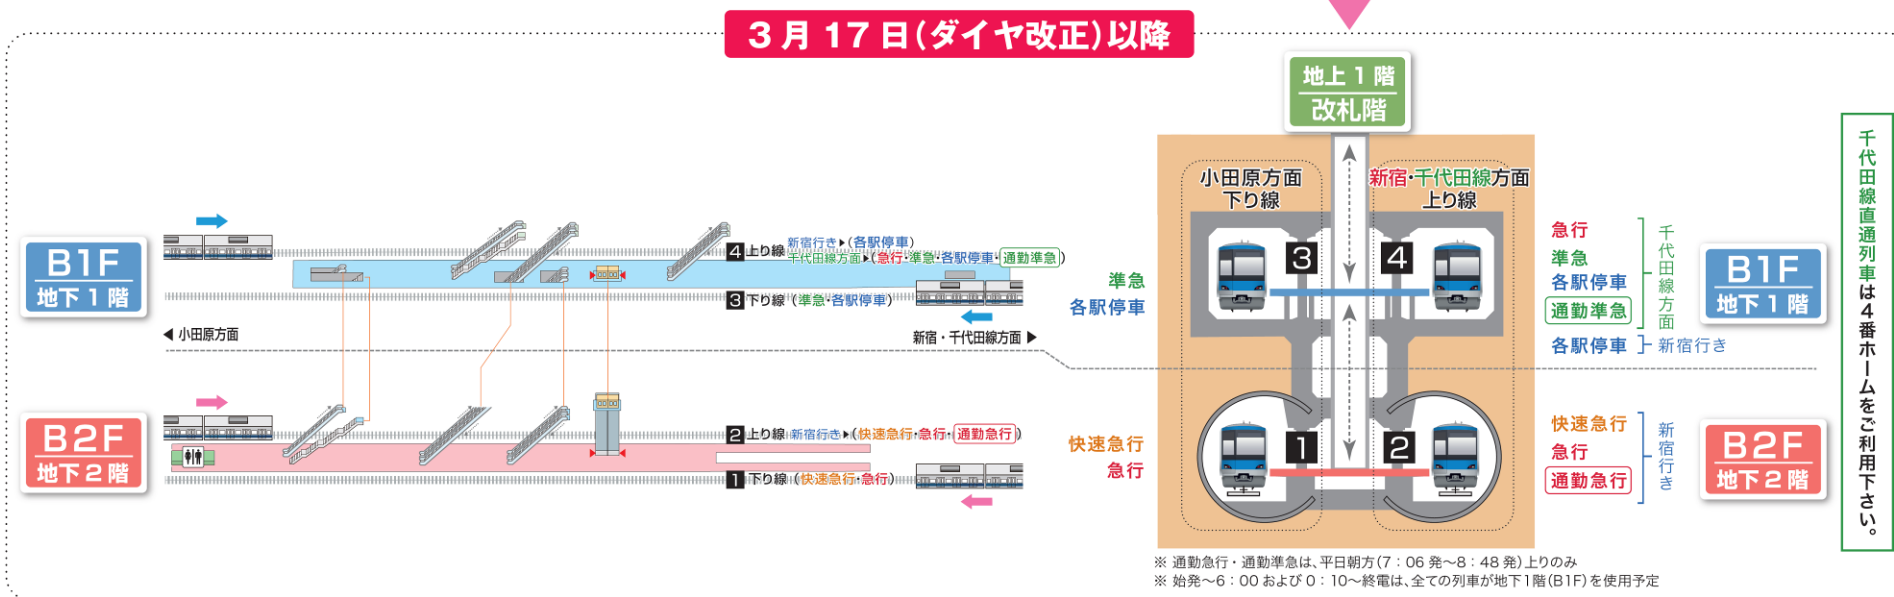 3月17日(ダイヤ改正)以降
地上1階
改札階
B1F
地下1階
4 上り線 新宿行き▶(各駅停車)
千代田線方面▶(急行・準急・各駅停車・通勤準急)
3 下り線 (準急・各駅停車)
◀ 小田原方面
新宿・千代田線方面 ▶
B2F
地下2階
2 上り線 新宿行き▶(快速急行・急行・通勤急行)
1 下り線 (快速急行・急行)
小田原方面
下り線
新宿・千代田線方面
上り線
3
4
準急
各駅停車
急行
準急
各駅停車
通勤準急
千代田線方面
各駅停車
新宿行き
B1F
地下1階
1
2
快速急行
急行
快速急行
急行
通勤急行
新宿行き
B2F
地下2階
※ 通勤急行・通勤準急は、平日朝方(7:06発~8:48発)上りのみ
※ 始発~6:00および0:10~終電は、全ての列車が地下1階(B1F)を使用予定
千代田線直通列車は4番ホームをご利用下さい。